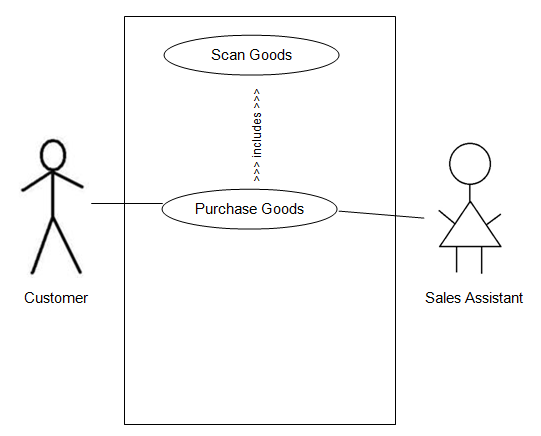 Scan Goods
>>> includes >>>
Purchase Goods
Customer
Sales Assistant